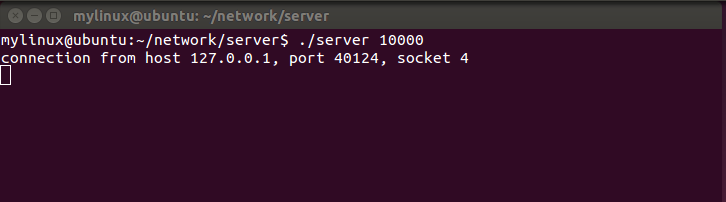 mylinux@ubuntu: ~/network/server
mylinux@ubuntu:~/network/server$ ./server 10000
connection from host 127.0.0.1, port 40124, socket 4